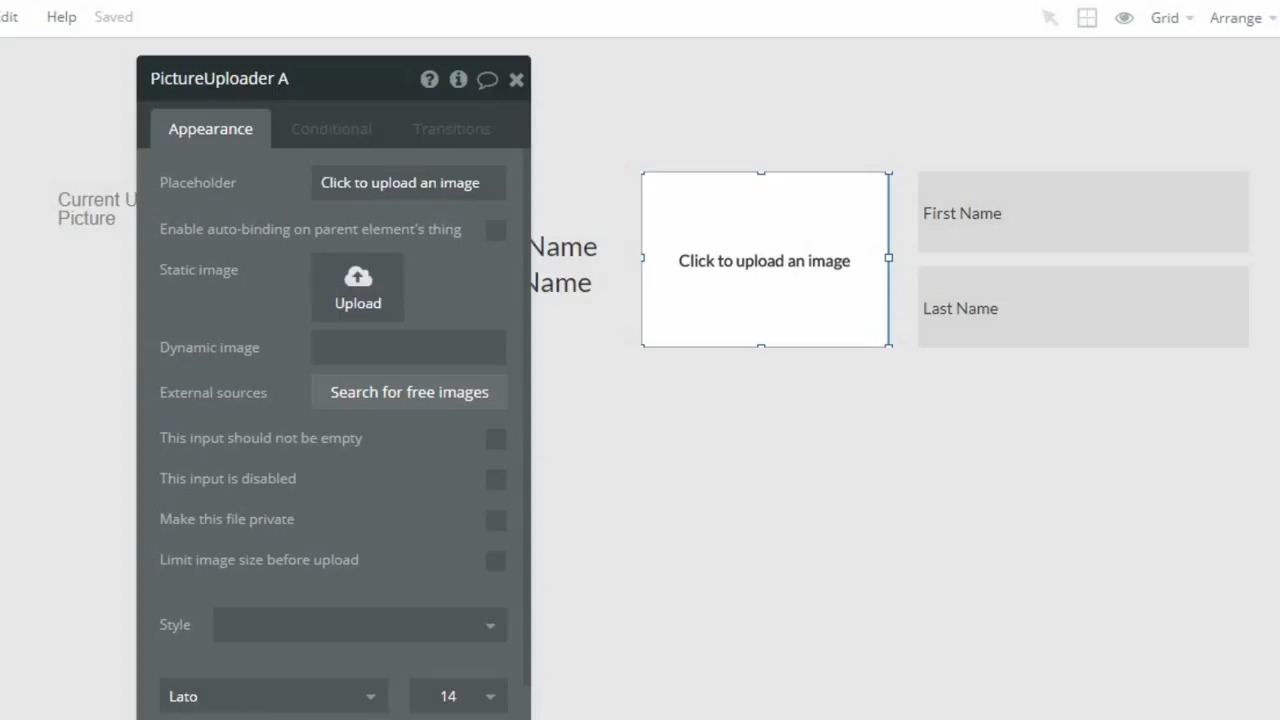 dit Help Saved
Grid Arrange
PictureUploader A
Appearance Conditional Transitions
Placeholder Click to upload an image
Enable auto-binding on parent element's thing
Static image
Upload
Dynamic image
External sources Search for free images
This input should not be empty
This input is disabled
Make this file private
Limit image size before upload
Style
Lato 14
Current U
Picture
Name
Name
Click to upload an image
First Name
Last Name